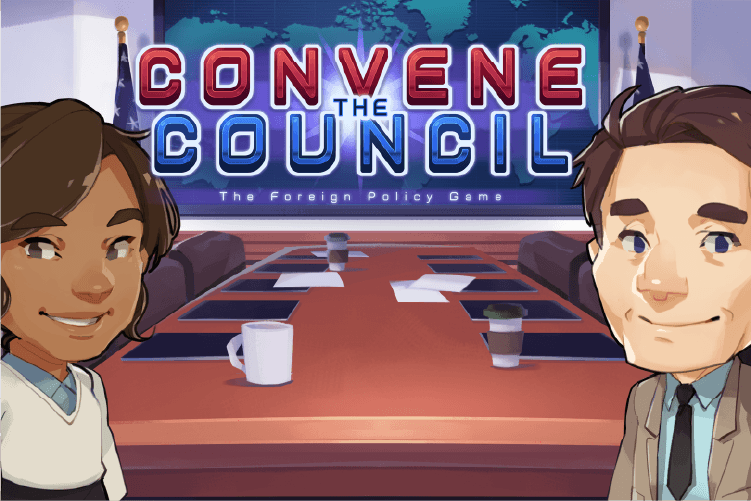 CONVENE
THE
COUNCIL
The Foreign Policy Game